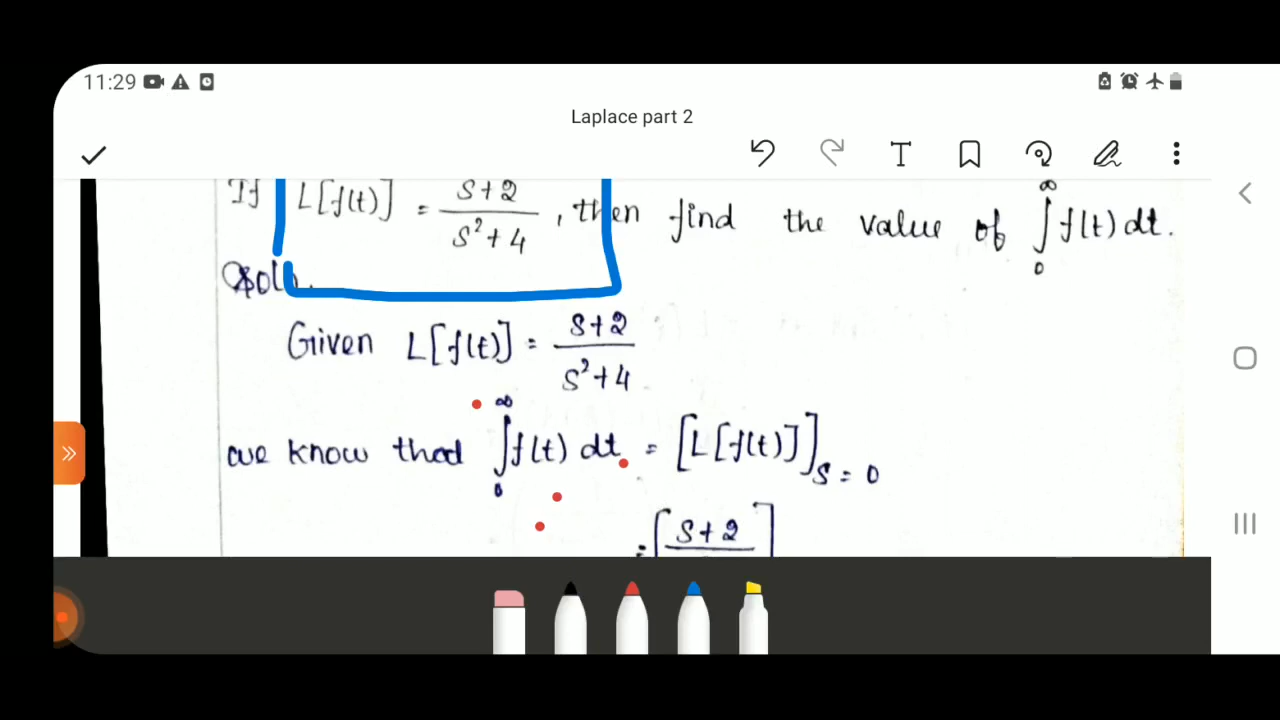 11:29
Laplace part 2
T
If L[f(t)] = s+2 / s²+4 , then find the value of ∫₀^∞ f(t) dt.
Soln.
Given L[f(t)] = s+2 / s²+4
we know that ∫₀^∞ f(t) dt = [L[f(t)]]ₛ₌₀
= [s+2